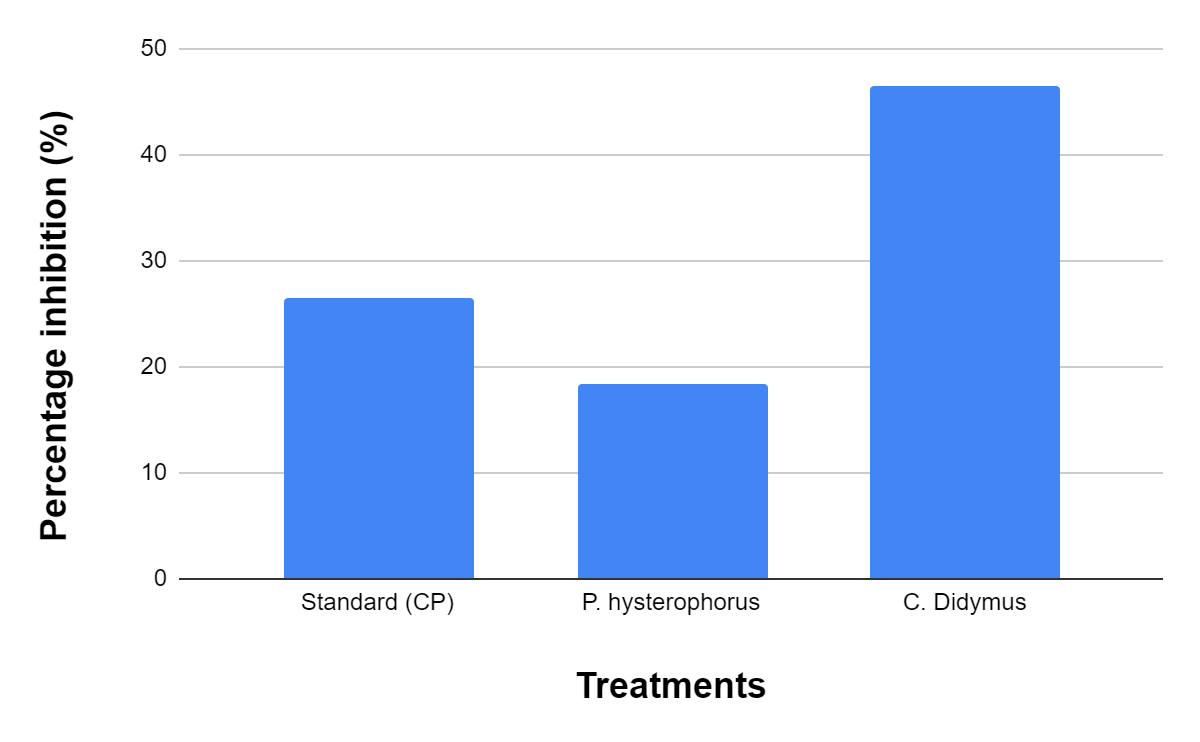 Percentage inhibition (%)
50
40
30
20
10
0
Standard (CP)
P. hysterophorus
C. Didymus
Treatments